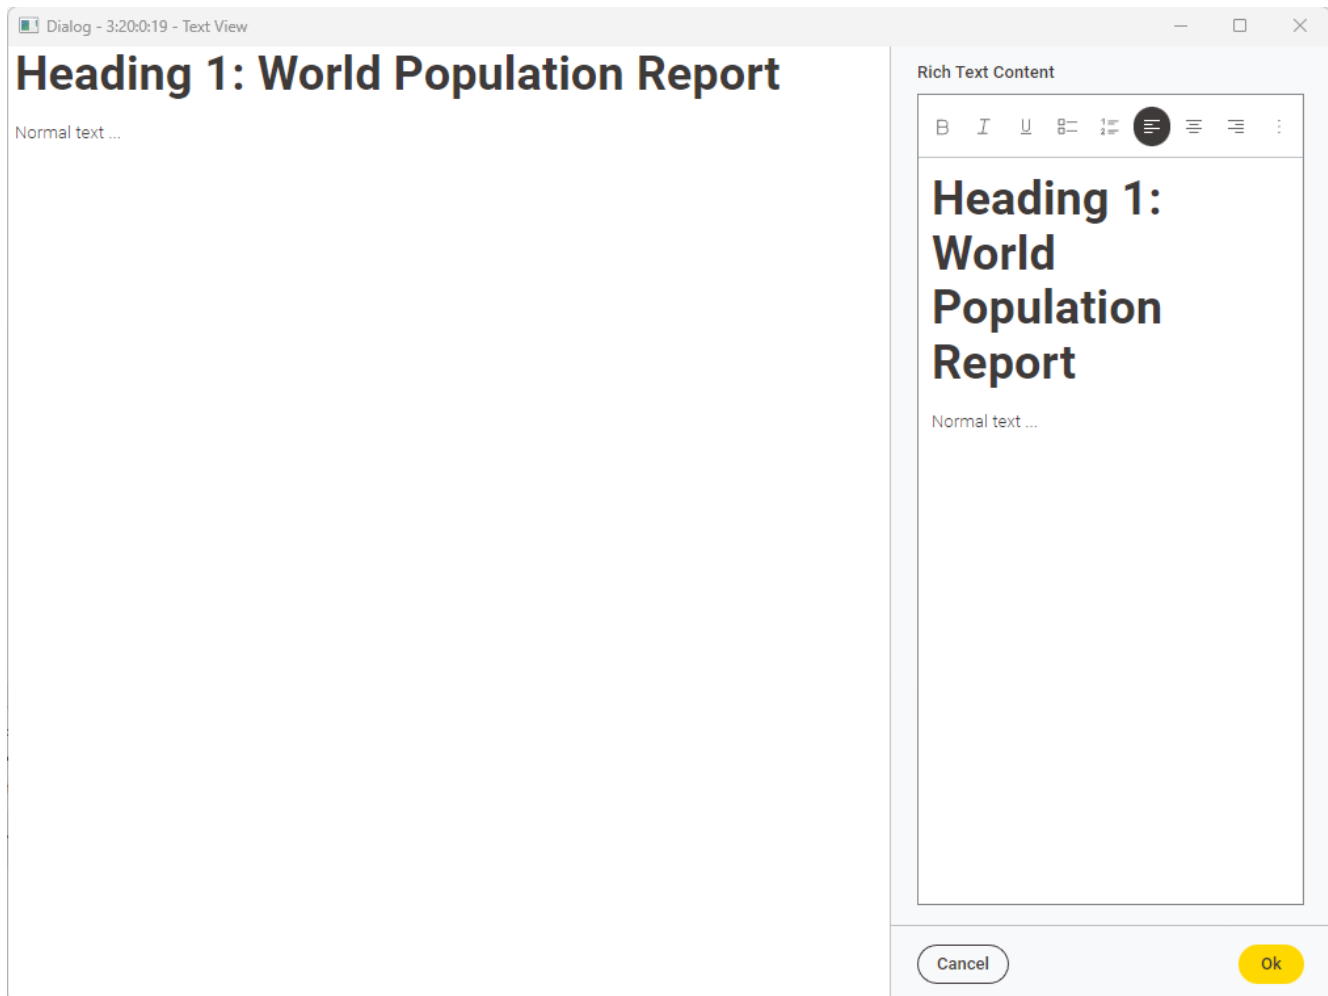 Dialog - 3:20:0:19 - Text View
Heading 1: World Population Report
Normal text ...
Rich Text Content
B I U
Heading 1:
World
Population
Report
Normal text ...
Cancel
Ok